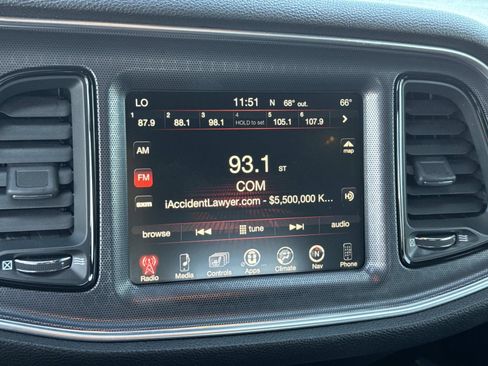 LO 11:51 N 68° out. 66°
1 87.9 2 88.1 3 98.1 4 HOLD to set 5 105.1 6 107.9
AM
93.1 ST
map
FM
COM
sxm
iAccidentLawyer.com - $5,500,000 K...
browse tune audio
Radio Media Controls Apps Climate N Nav Phone